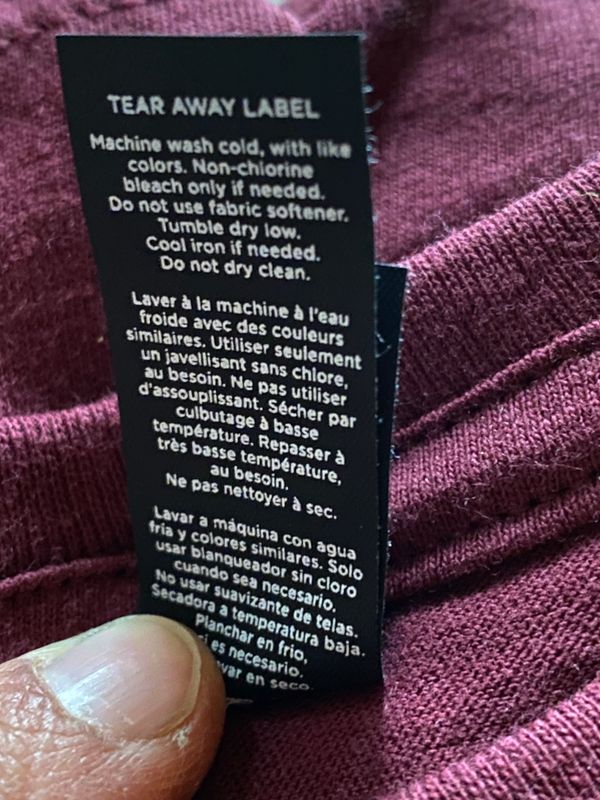 TEAR AWAY LABEL
Machine wash cold, with like
colors. Non-chlorine
bleach only if needed.
Do not use fabric softener.
Tumble dry low.
Cool iron if needed.
Do not dry clean.
Laver à la machine à l'eau
froide avec des couleurs
similaires. Utiliser seulement
un javellisant sans chlore,
au besoin. Ne pas utiliser
d'assouplissant. Sécher par
culbutage à basse
température. Repasser à
très basse température,
au besoin.
Ne pas nettoyer à sec.
Lavar a máquina con agua
fría y colores similares. Solo
usar blanqueador sin cloro
cuando sea necesario.
No usar suavizante de telas.
Secadora a temperatura baja.
Planchar en frío,
es necesario.
en seco.